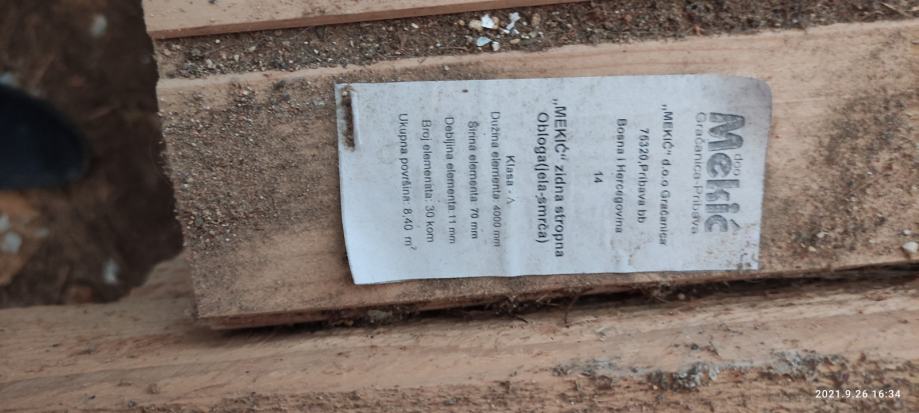 Mekić
doo
Gračanica-Pribava
„MEKIĆ“ d.o.o Gračanica
76320,Pribava bb
Bosna i Hercegovina
14
„MEKIĆ“ zidna stropna
Obloga(jela-smrča)
Klasa - A
Dužina elementa: 4000 mm
Širina elementa: 70 mm
Debljina elementa:11 mm
Broj elemenata: 30 kom
Ukupna površina: 8,40 m²
2021.9.26 16:34